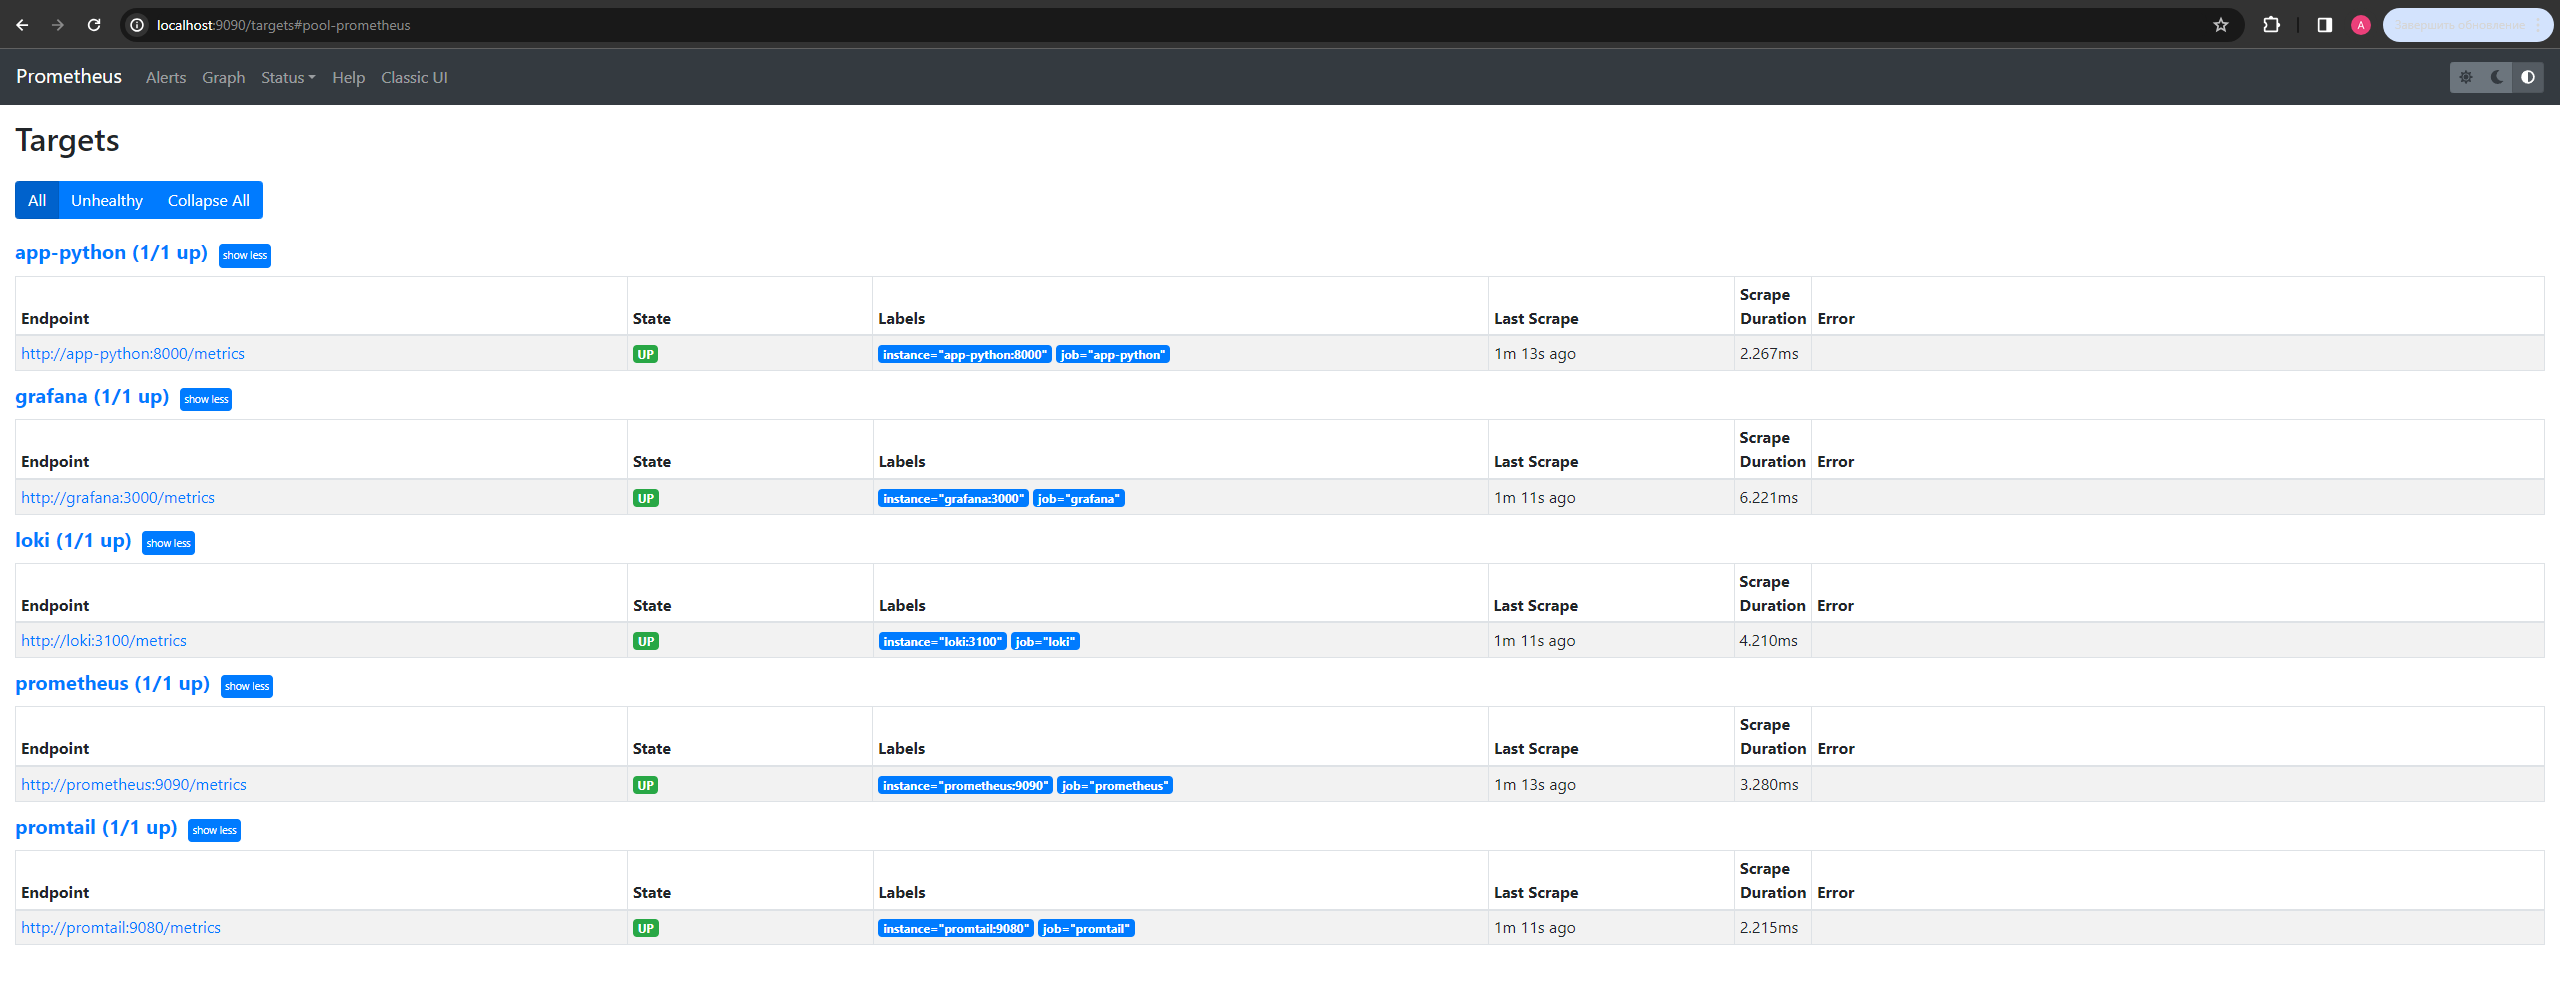 localhost:9090/targets#pool-prometheus
A
Завершить обновление
Prometheus Alerts Graph Status Help Classic UI
Targets
All Unhealthy Collapse All
app-python (1/1 up) show less
Endpoint State Labels Last Scrape Scrape Duration Error
http://app-python:8000/metrics UP instance="app-python:8000" job="app-python" 1m 13s ago 2.267ms
grafana (1/1 up) show less
Endpoint State Labels Last Scrape Scrape Duration Error
http://grafana:3000/metrics UP instance="grafana:3000" job="grafana" 1m 11s ago 6.221ms
loki (1/1 up) show less
Endpoint State Labels Last Scrape Scrape Duration Error
http://loki:3100/metrics UP instance="loki:3100" job="loki" 1m 11s ago 4.210ms
prometheus (1/1 up) show less
Endpoint State Labels Last Scrape Scrape Duration Error
http://prometheus:9090/metrics UP instance="prometheus:9090" job="prometheus" 1m 13s ago 3.280ms
promtail (1/1 up) show less
Endpoint State Labels Last Scrape Scrape Duration Error
http://promtail:9080/metrics UP instance="promtail:9080" job="promtail" 1m 11s ago 2.215ms